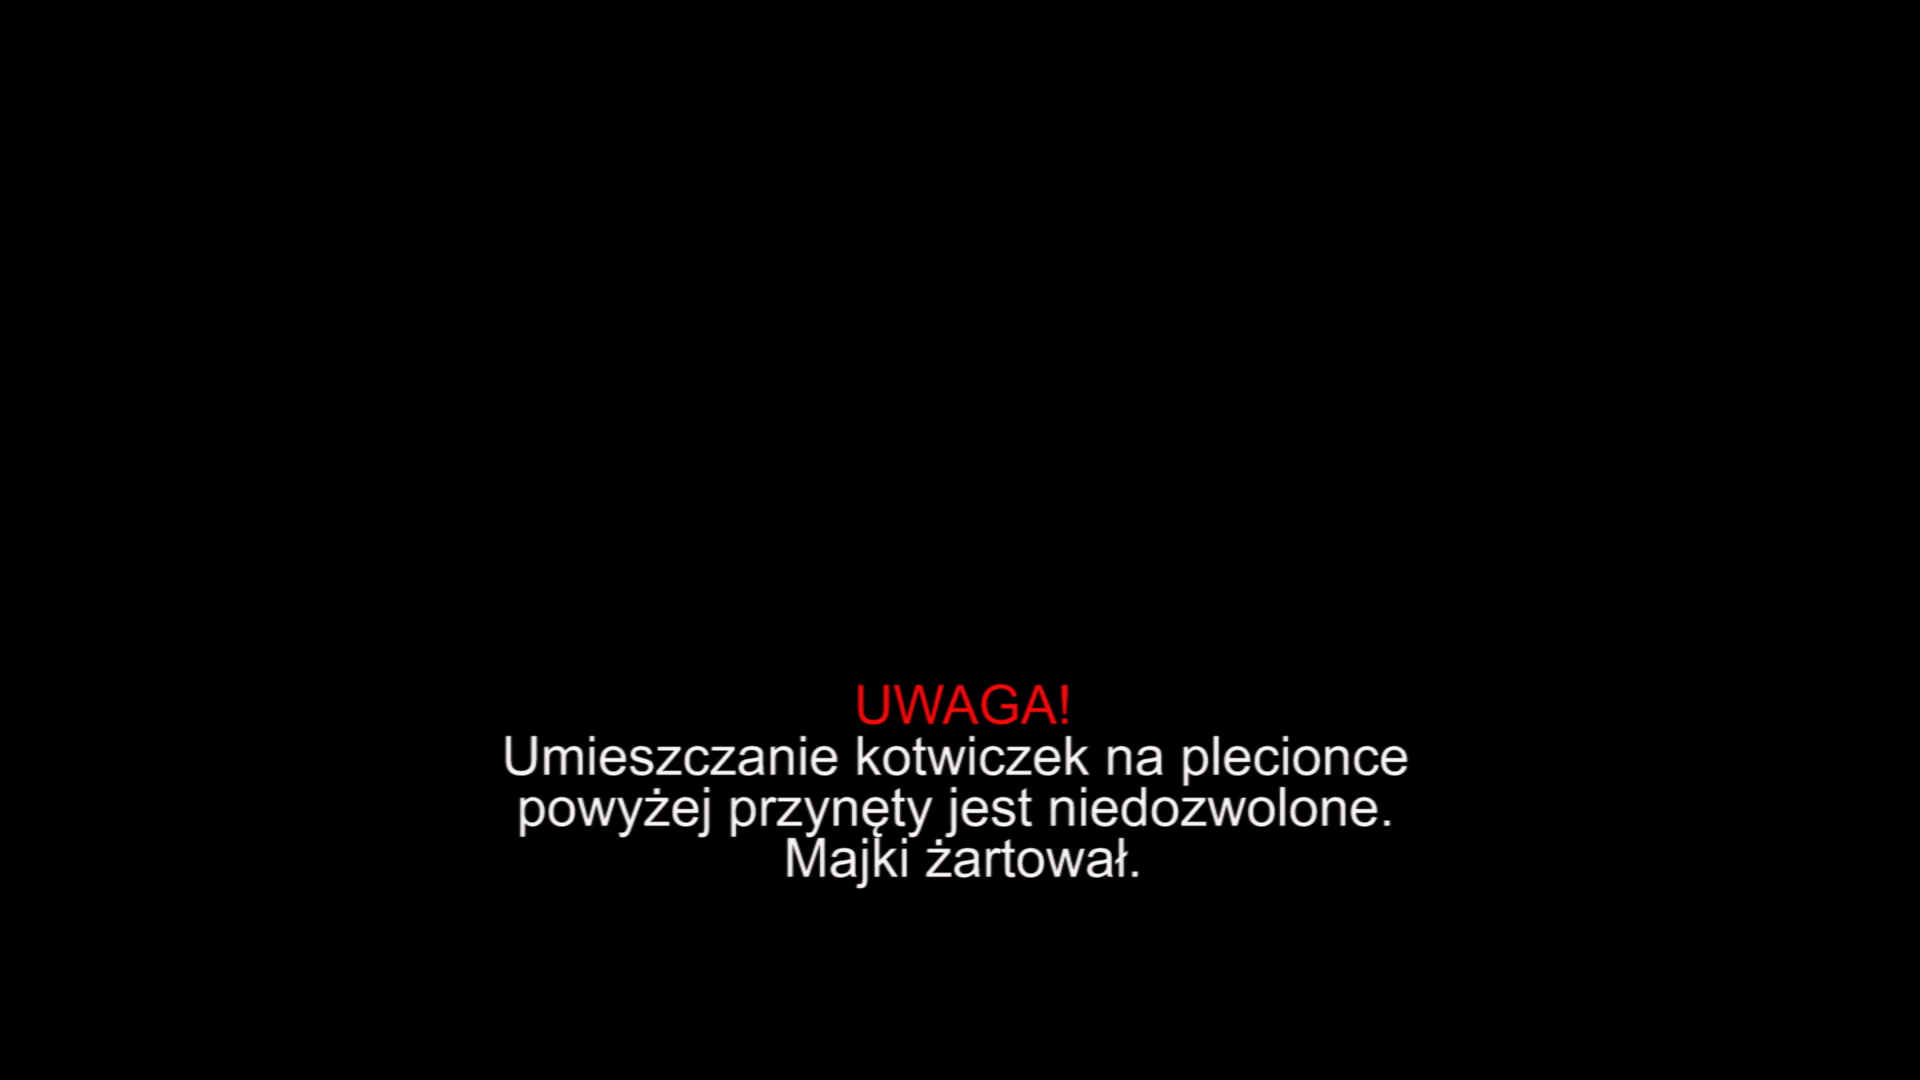 UWAGA!
Umieszczanie kotwiczek na plecionce
powyżej przynęty jest niedozwolone.
Majki żartował.